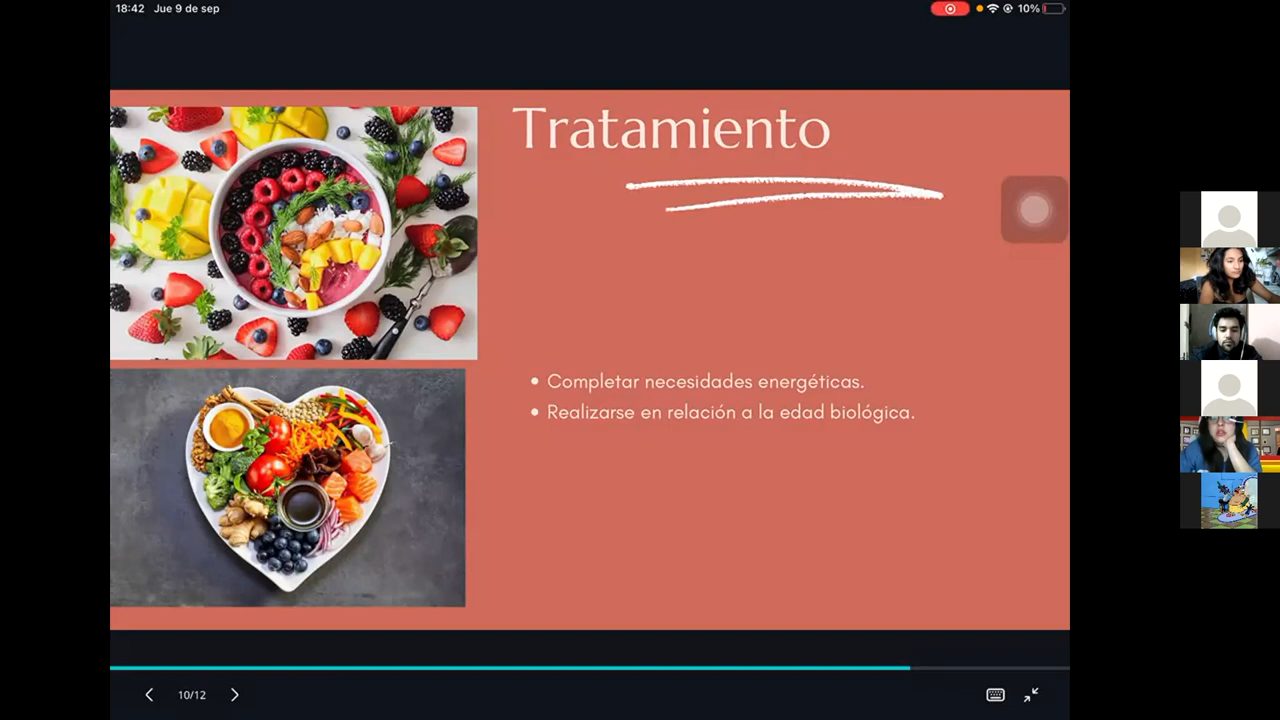 18:42 Jue 9 de sep
10%
Tratamiento
• Completar necesidades energéticas.
• Realizarse en relación a la edad biológica.
10/12